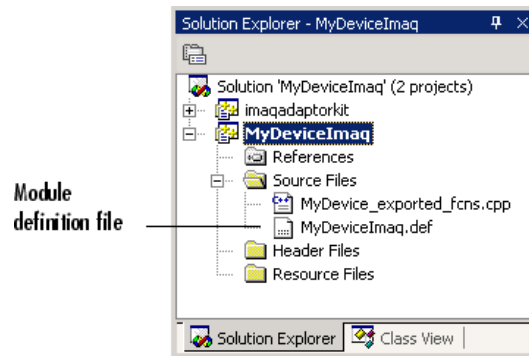 Solution Explorer - MyDeviceImaq
Solution 'MyDeviceImaq' (2 projects)
imaqadaptorkit
MyDeviceImaq
References
Source Files
MyDevice_exported_fcns.cpp
Module
definition file
MyDeviceImaq.def
Header Files
Resource Files
Solution Explorer
Class View